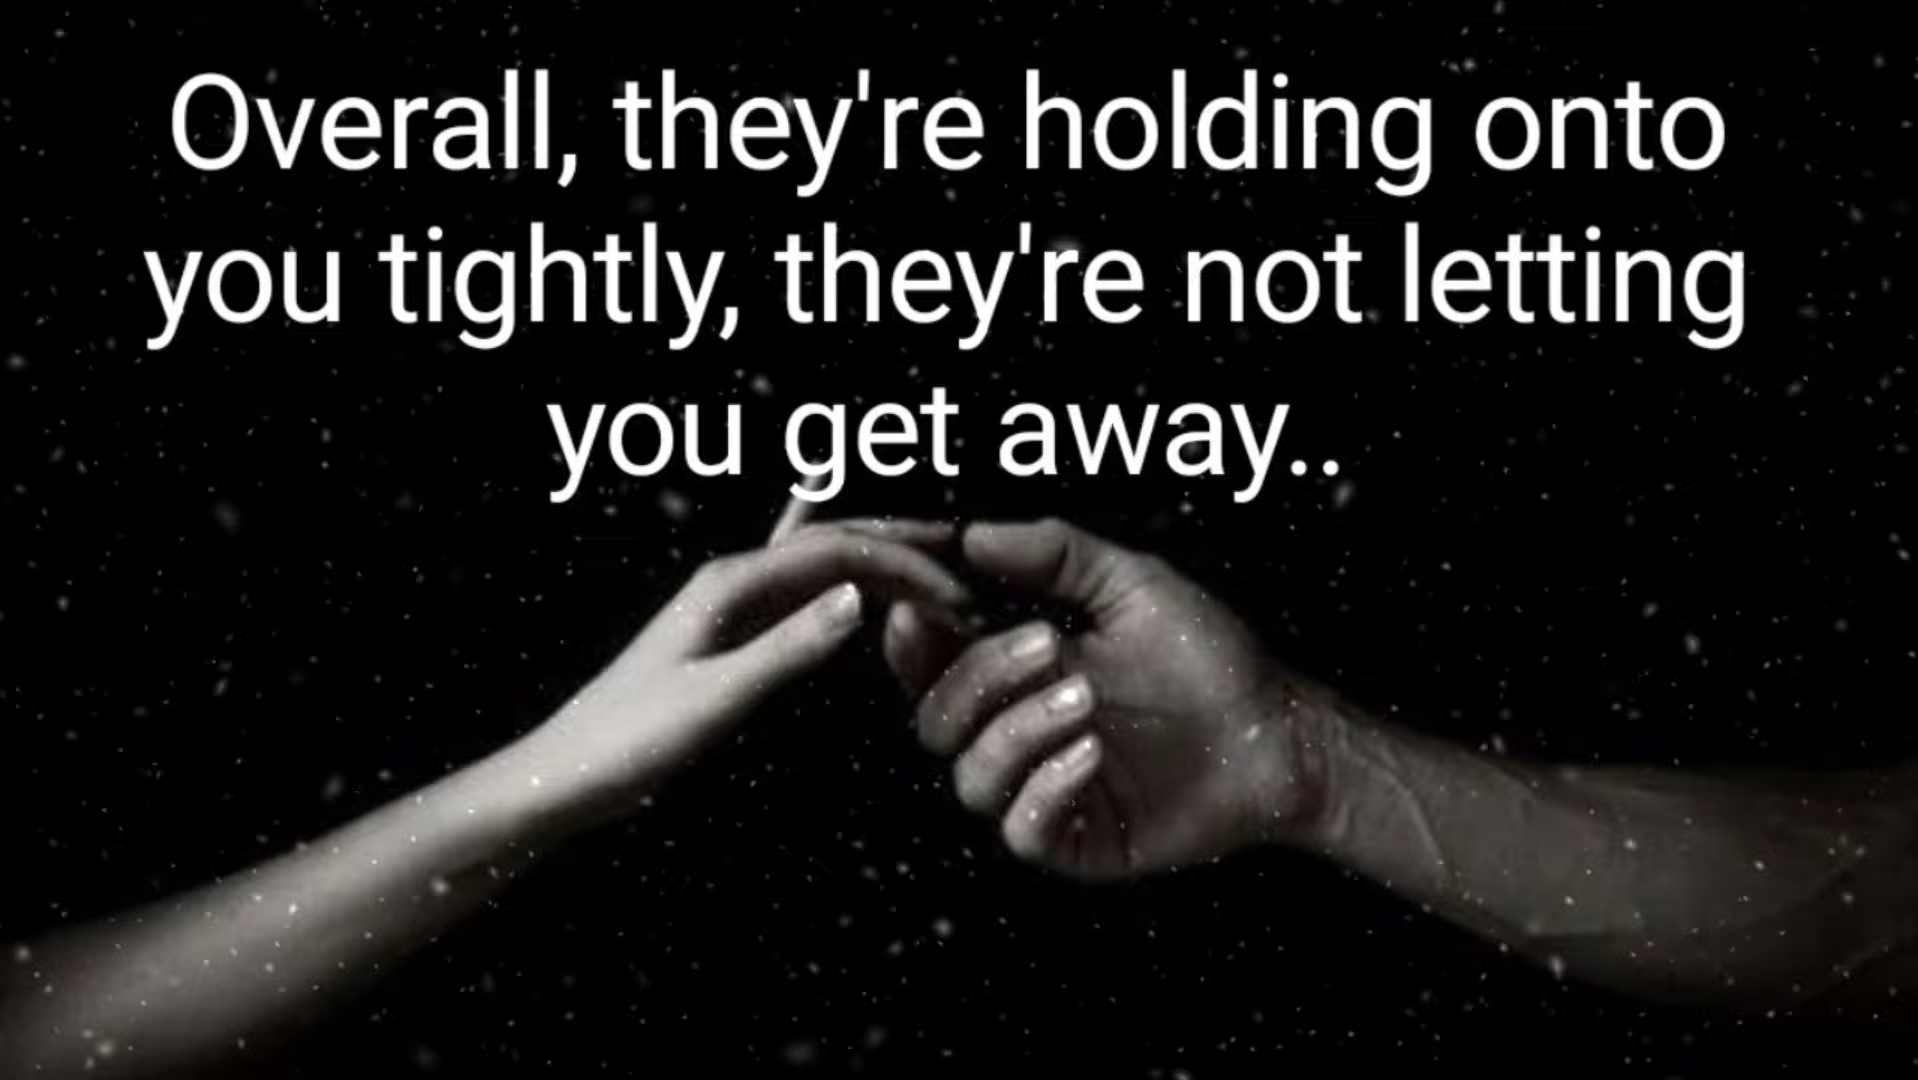 Overall, they're holding onto
you tightly, they're not letting
you get away..